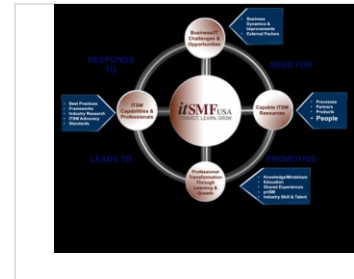 Business/IT
Challenges &
Opportunities
Business
Dynamics &
Improvements
External Factors
RESPONDS
TO
NEED FOR
Best Practices
Frameworks
Industry Research
ITSM Advocacy
Standards
ITSM
Capabilities &
Professionals
itSMF USA
CONNECT. LEARN. GROW
Capable ITSM
Resources
Processes
Partners
Products
People
LEADS TO
PROMOTING
Professional
Transformation
Through
Learning &
Growth
Knowledge/Mindshare
Education
Shared Experiences
priSM
Industry Skill & Talent